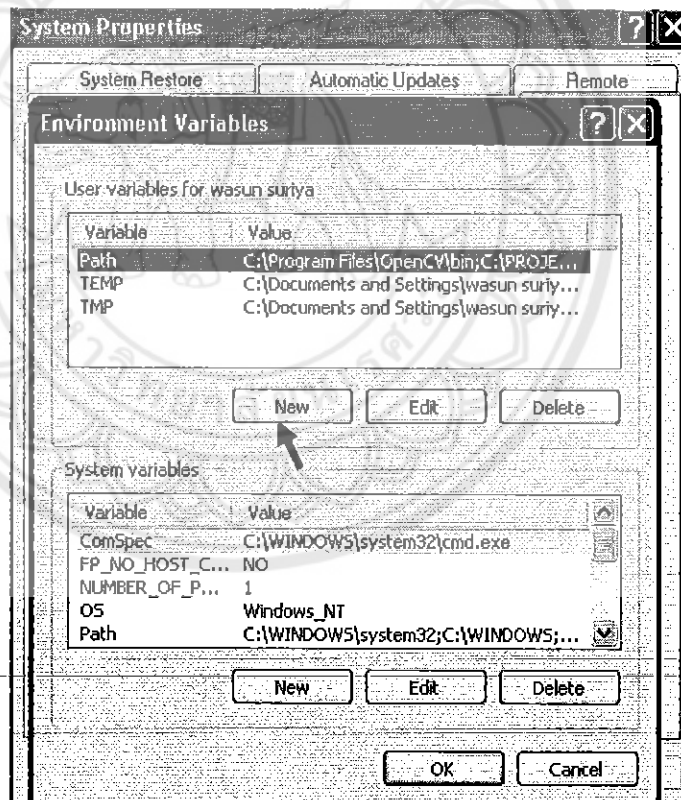 System Properties
System Restore Automatic Updates Remote
Environment Variables
User variables for wasun suriya
Variable Value
Path C:\Program Files\OpenCV\bin;C:\PROJE...
TEMP C:\Documents and Settings\wasun suriy...
TMP C:\Documents and Settings\wasun suriy...
New Edit Delete
System variables
Variable Value
ComSpec C:\WINDOWS\system32\cmd.exe
FP_NO_HOST_C... NO
NUMBER_OF_P... 1
OS Windows_NT
Path C:\WINDOWS\system32;C:\WINDOWS;...
New Edit Delete
OK Cancel